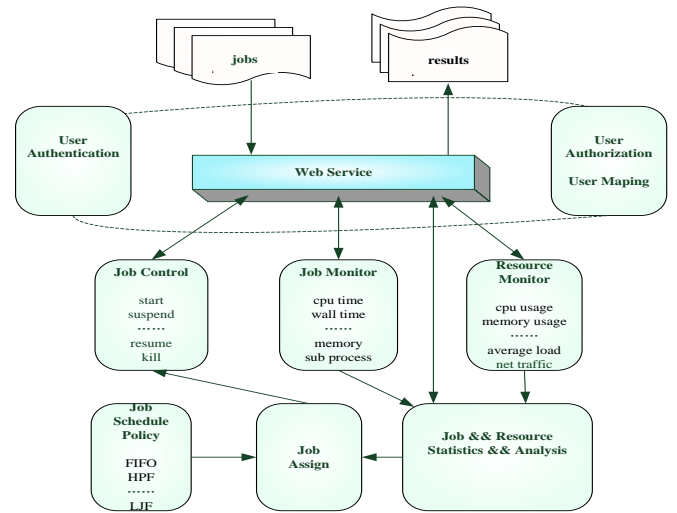 jobs
results
User
Authentication
User
Authorization
User Maping
Web Service
Job Control
start
suspend
······
resume
kill
Job Monitor
cpu time
wall time
······
memory
sub process
Resource
Monitor
cpu usage
memory usage
······
average load
net traffic
Job
Schedule
Policy
FIFO
HPF
······
LJF
Job
Assign
Job && Resource
Statistics && Analysis